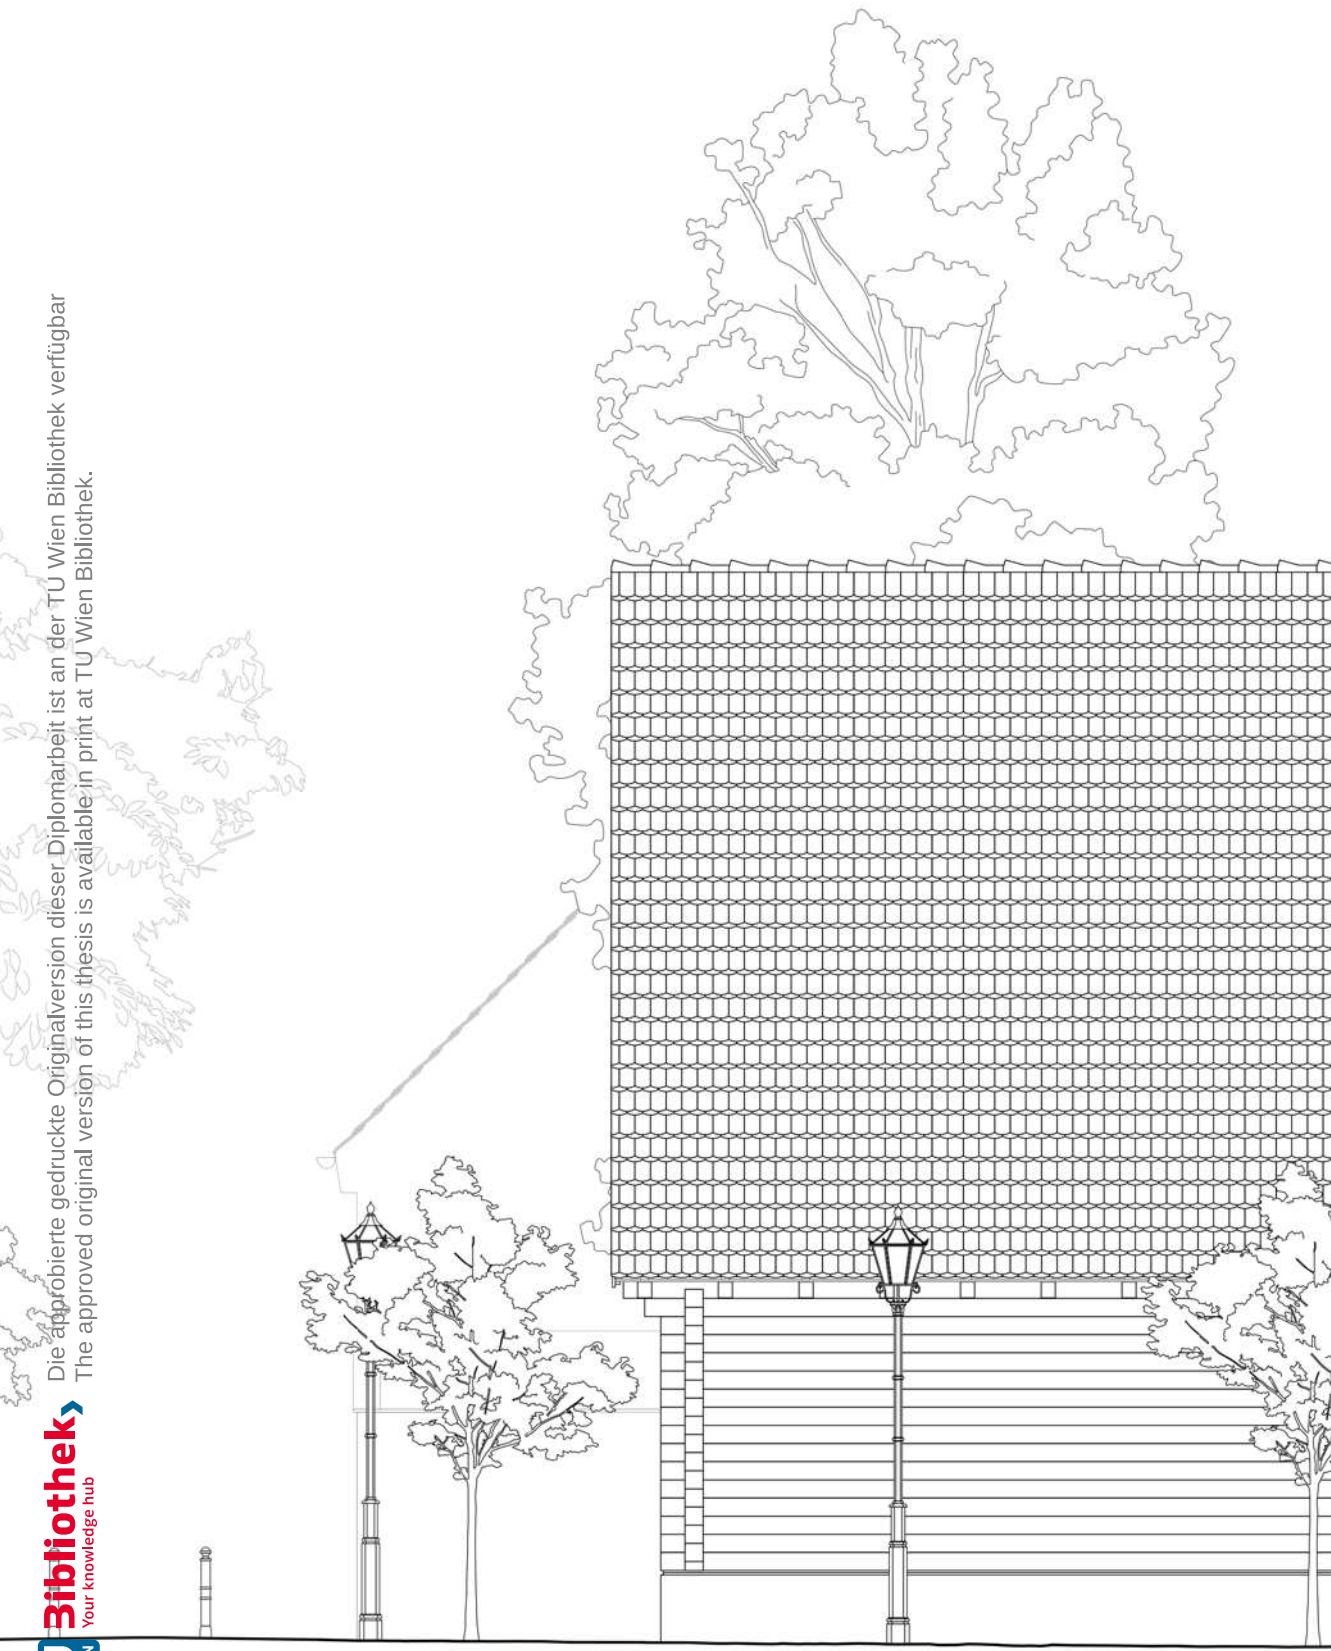 Die approbierte gedruckte Originalversion dieser Diplomarbeit ist an der TU Wien Bibliothek verfügbar
The approved original version of this thesis is available in print at TU Wien Bibliothek.
Bibliothek
Your knowledge hub